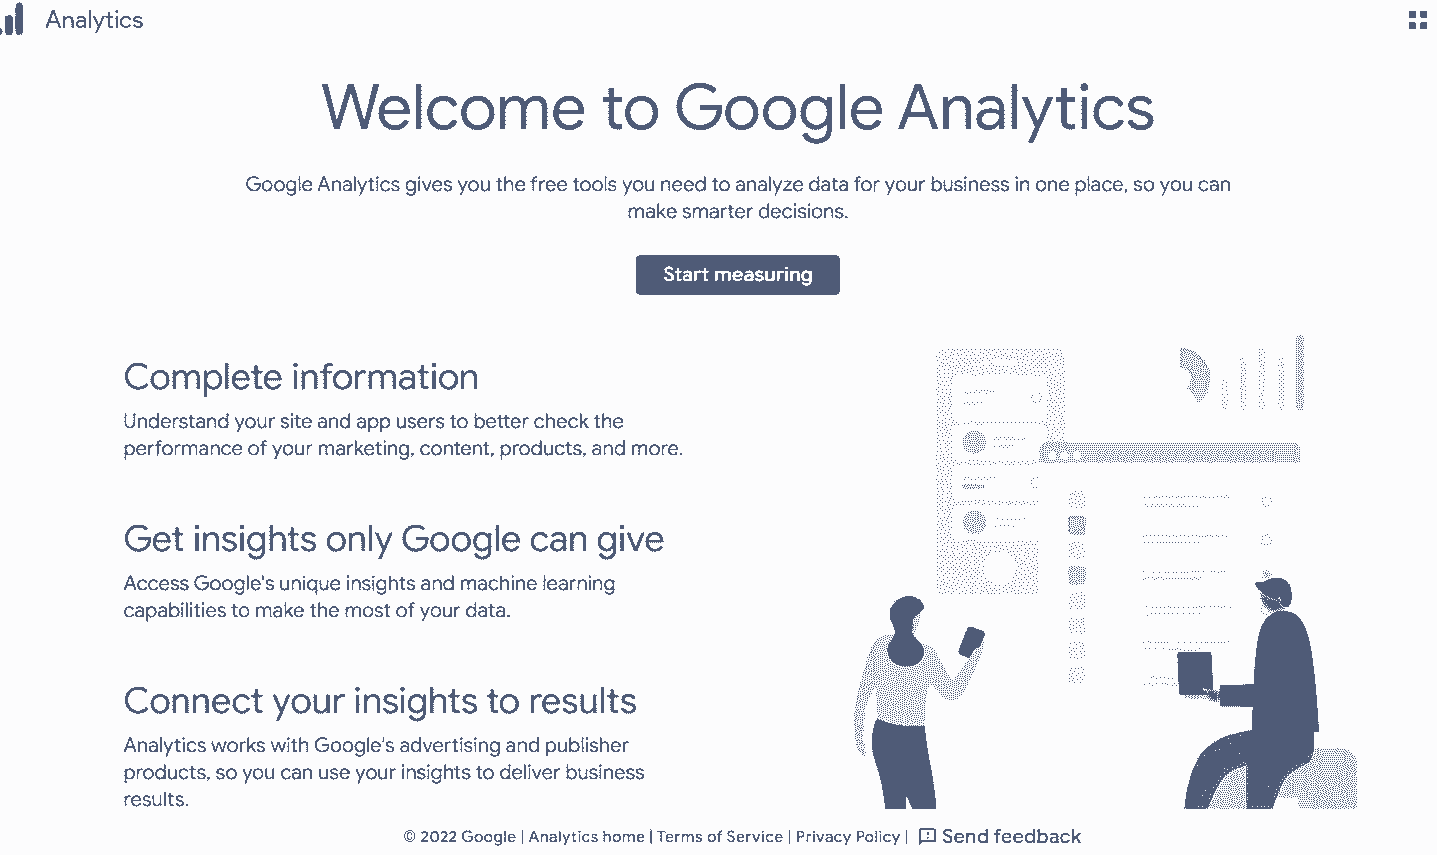 Analytics
Welcome to Google Analytics
Google Analytics gives you the free tools you need to analyze data for your business in one place, so you can
make smarter decisions.
Start measuring
Complete information
Understand your site and app users to better check the
performance of your marketing, content, products, and more.
Get insights only Google can give
Access Google's unique insights and machine learning
capabilities to make the most of your data.
Connect your insights to results
Analytics works with Google's advertising and publisher
products, so you can use your insights to deliver business
results.
© 2022 Google | Analytics home | Terms of Service | Privacy Policy | Send feedback